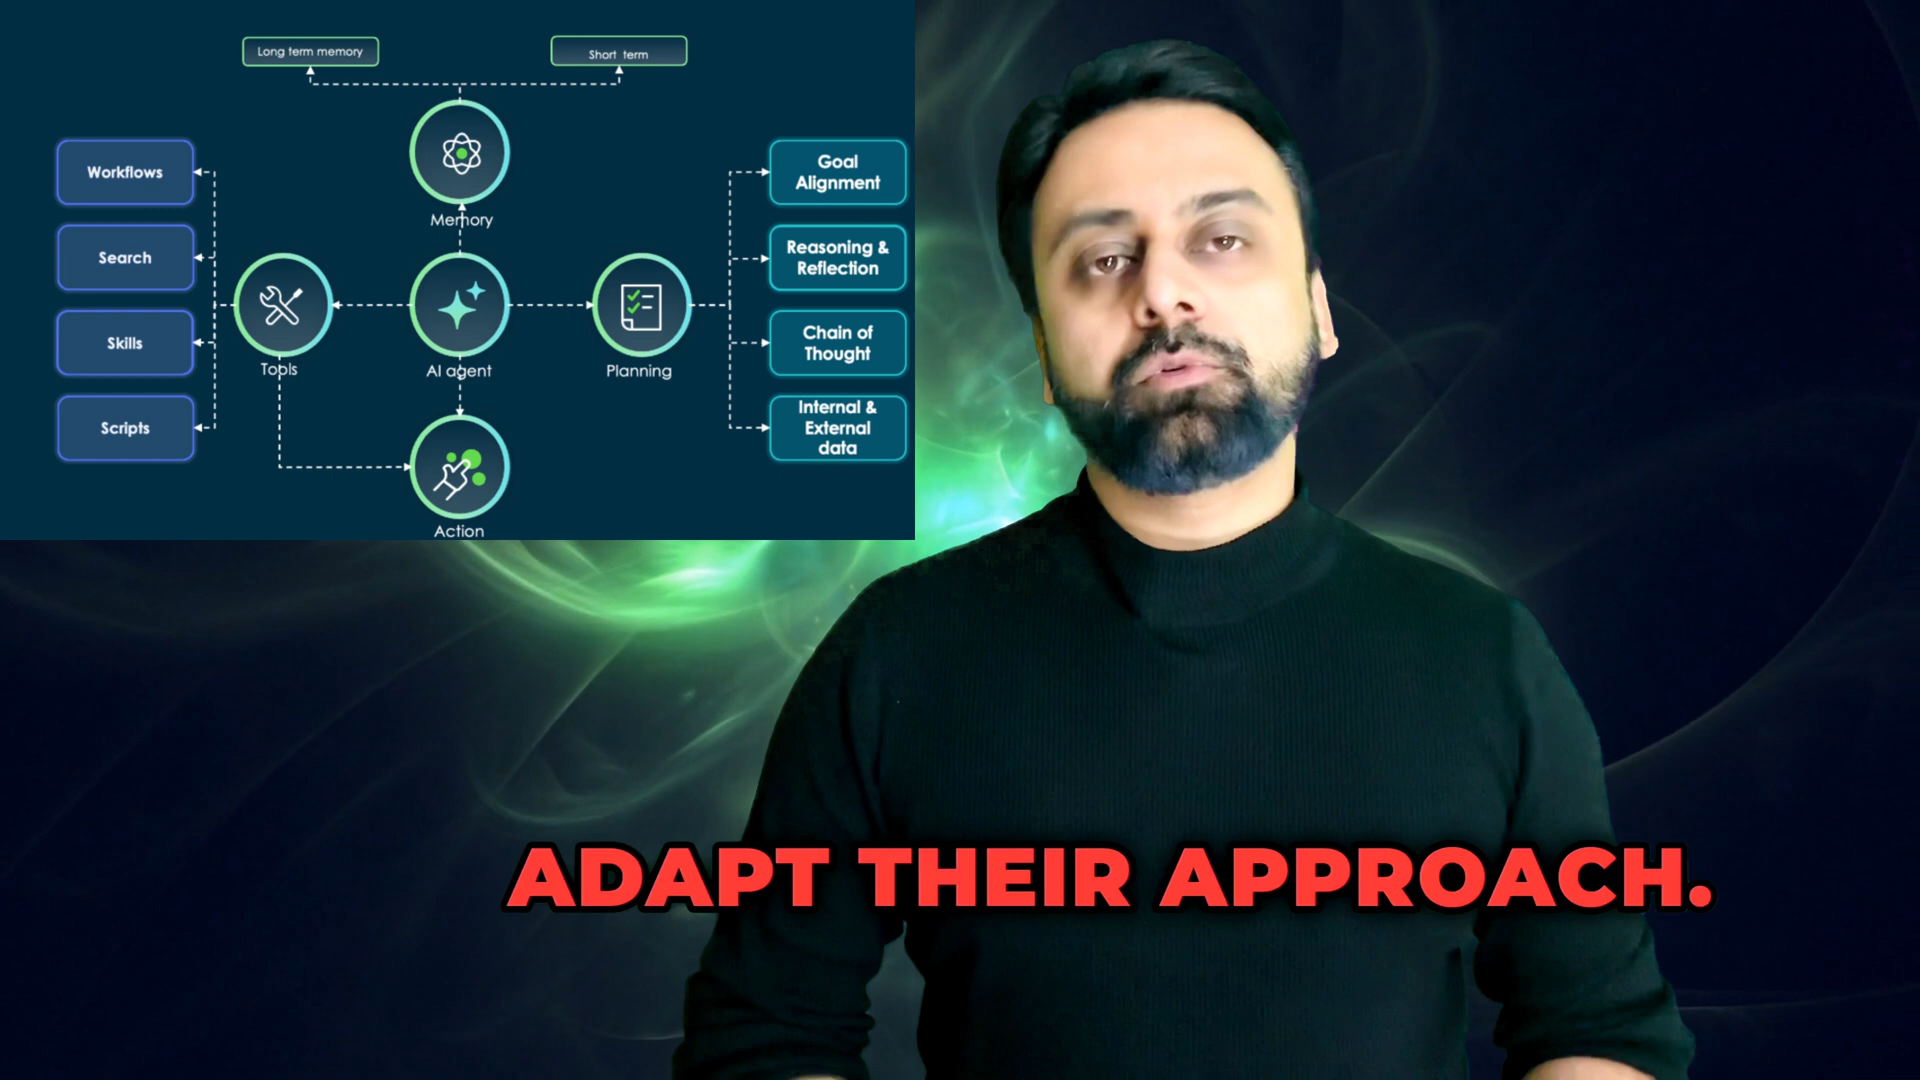 Long term memory
Short term
Memory
Workflows
Search
Skills
Scripts
Tools
AI agent
Planning
Action
Goal
Alignment
Reasoning &
Reflection
Chain of
Thought
Internal &
External
data
ADAPT THEIR APPROACH.